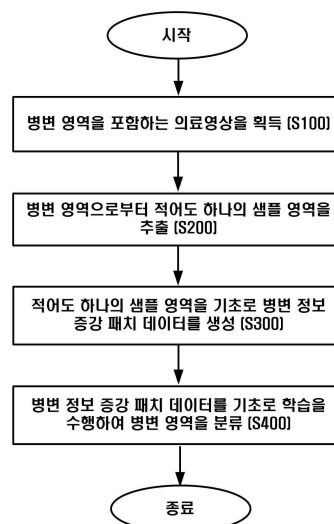 시작
병변 영역을 포함하는 의료영상을 획득 (S100)
병변 영역으로부터 적어도 하나의 샘플 영역을
추출 (S200)
적어도 하나의 샘플 영역을 기초로 병변 정보
증강 패치 데이터를 생성 (S300)
병변 정보 증강 패치 데이터를 기초로 학습을
수행하여 병변 영역을 분류 (S400)
종료